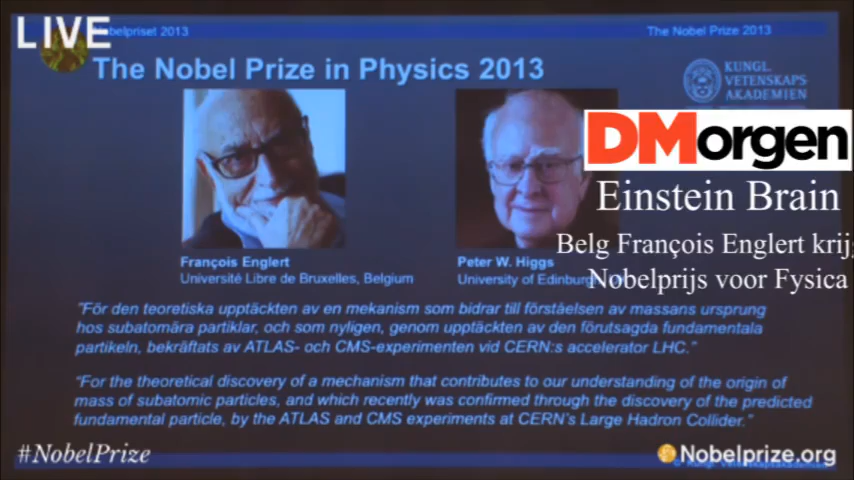 LIVE
Nobelpriset 2013
The Nobel Prize 2013
The Nobel Prize in Physics 2013
KUNGL.
VETENSKAPS
AKADEMIEN
DMorgen
Einstein Brain
Belg François Englert krijg
Nobelprijs voor Fysica
François Englert
Université Libre de Bruxelles, Belgium
Peter W. Higgs
University of Edinburgh
"För den teoretiska upptäckten av en mekanism som bidrar till förståelsen av massans ursprung
hos subatomära partiklar, och som nyligen, genom upptäckten av den förutsagda fundamentala
partikeln, bekräftats av ATLAS- och CMS-experimenten vid CERN:s accelerator LHC."
"For the theoretical discovery of a mechanism that contributes to our understanding of the origin of
mass of subatomic particles, and which recently was confirmed through the discovery of the predicted
fundamental particle, by the ATLAS and CMS experiments at CERN's Large Hadron Collider."
#NobelPrize
Nobelprize.org
© Kungl. Vetenskapsakademien